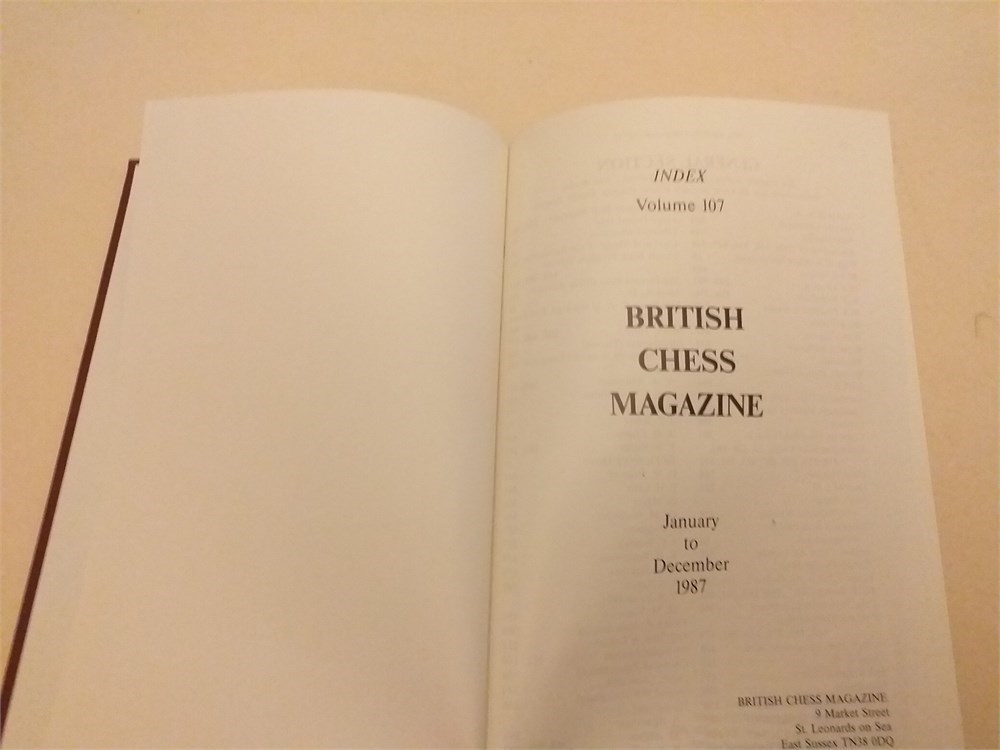 INDEX
Volume 107
BRITISH
CHESS
MAGAZINE
January
to
December
1987
BRITISH CHESS MAGAZINE
9 Market Street
St. Leonards on Sea
East Sussex TN38 0DQ